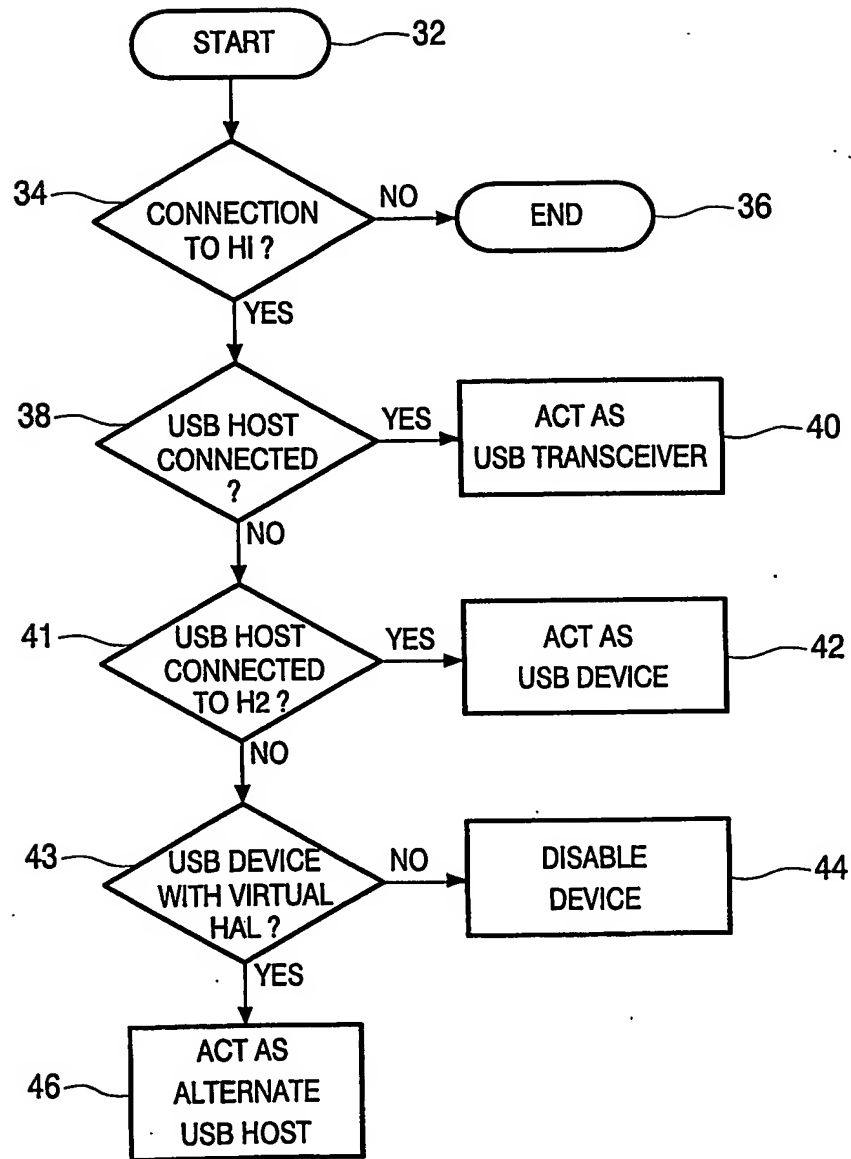 START
32
34
CONNECTION
TO HI ?
NO
END
36
YES
38
USB HOST
CONNECTED
?
YES
ACT AS
USB TRANSCEIVER
40
NO
41
USB HOST
CONNECTED
TO H2 ?
YES
ACT AS
USB DEVICE
42
NO
43
USB DEVICE
WITH VIRTUAL
HAL ?
NO
DISABLE
DEVICE
44
YES
46
ACT AS
ALTERNATE
USB HOST